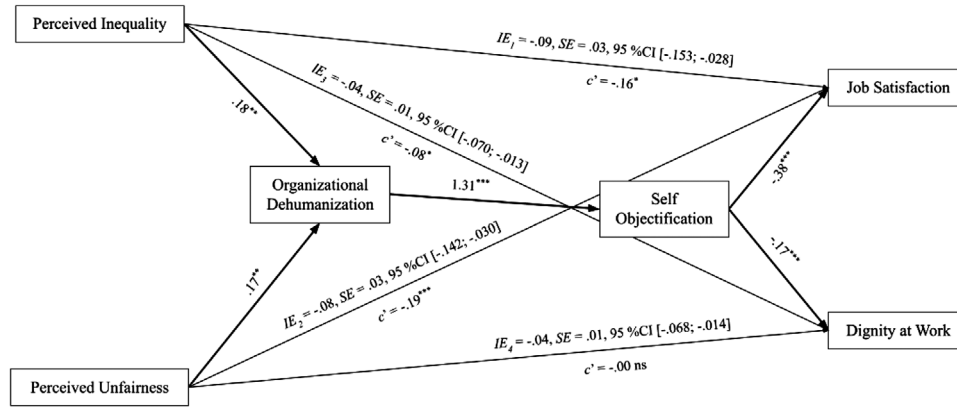 Perceived Inequality
IE1 = -.09, SE = .03, 95 %CI [-.153; -.028]
c' = -.16*
Job Satisfaction
IE3 = -.04, SE = .01, 95 %CI [-.070; -.013]
c' = -.08*
.18**
Organizational
Dehumanization
1.31***
Self
Objectification
-.38***
-.17***
.17**
IE2 = -.08, SE = .03, 95 %CI [-.142; -.030]
c' = -.19***
IE4 = -.04, SE = .01, 95 %CI [-.068; -.014]
c' = -.00 ns
Dignity at Work
Perceived Unfairness